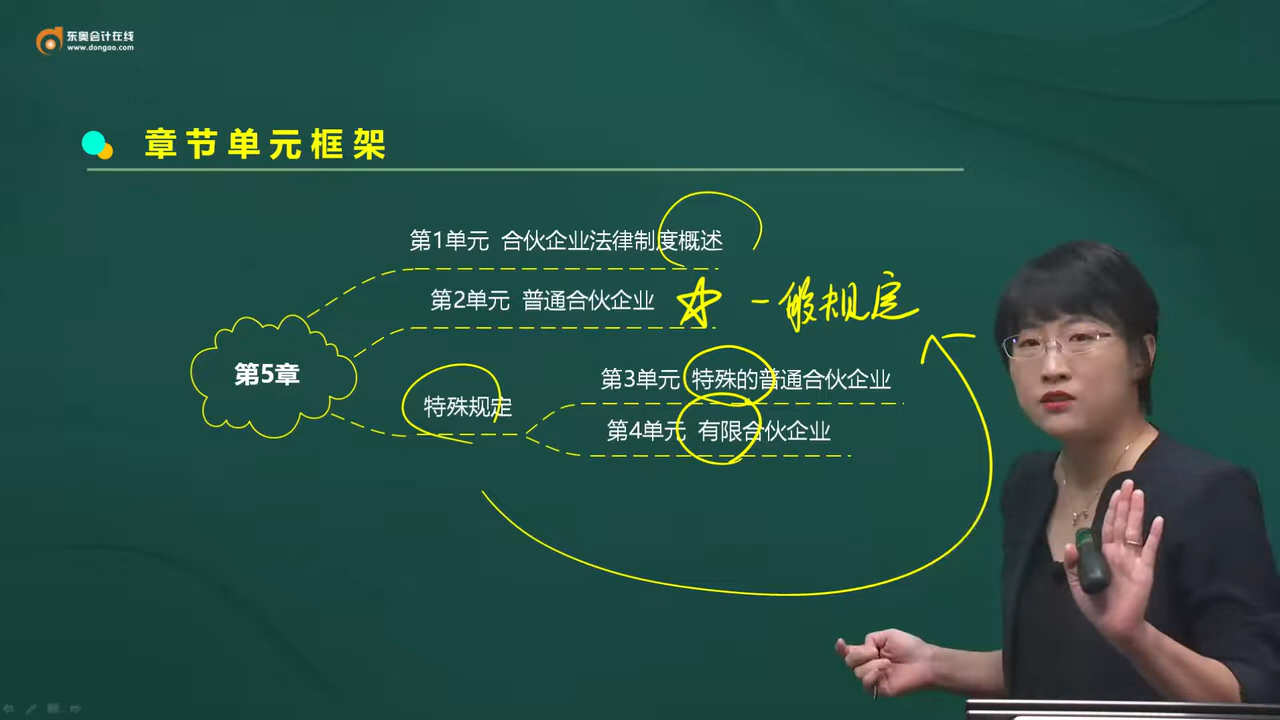 东奥会计在线
www.dongao.com
章节单元框架
第1单元 合伙企业法律制度概述
第2单元 普通合伙企业
一般规定
第5章
第3单元 特殊的普通合伙企业
特殊规定
第4单元 有限合伙企业